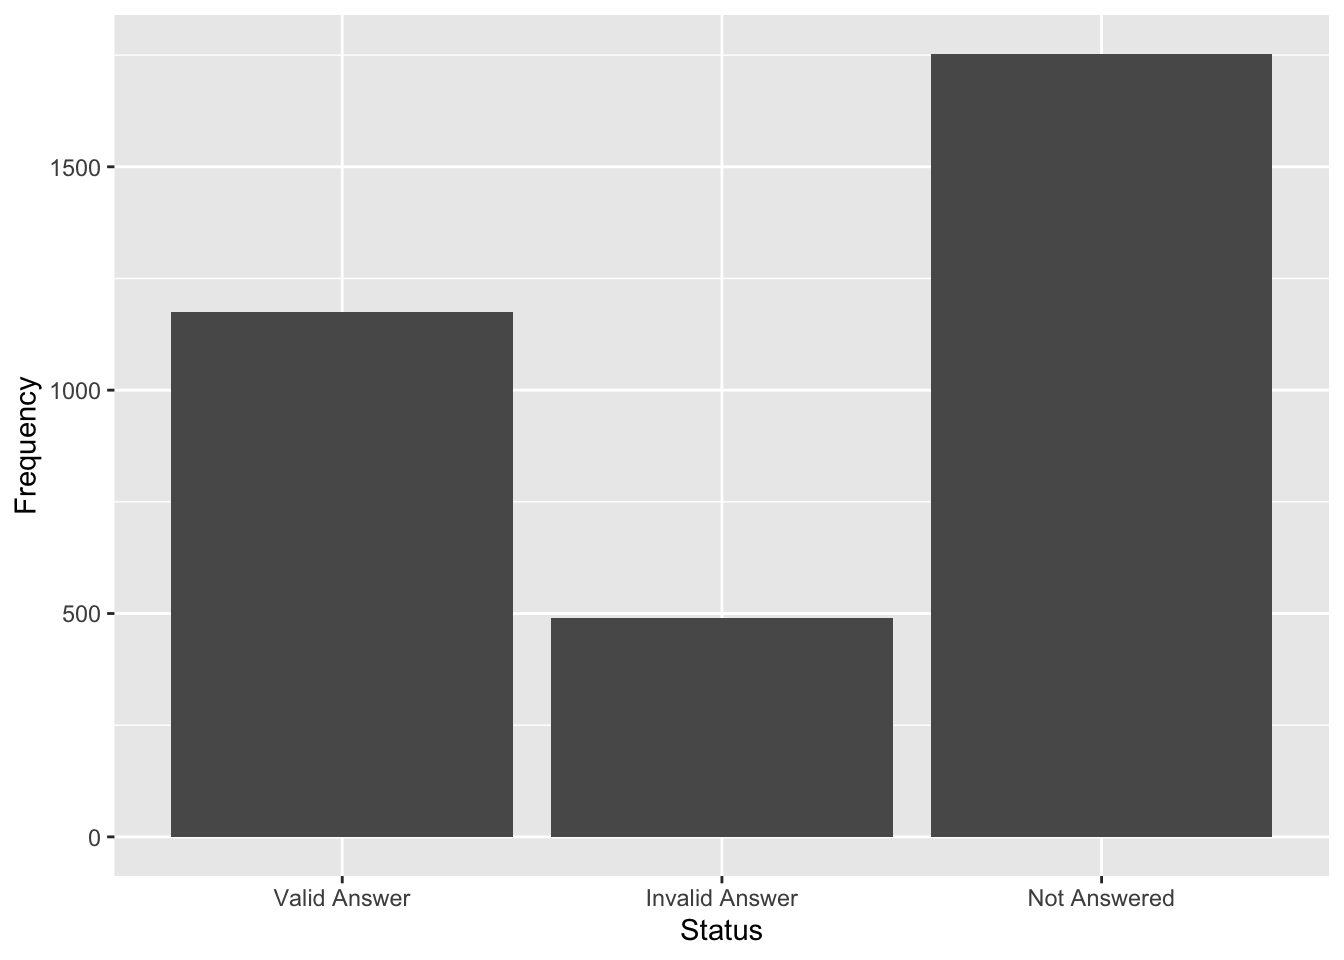 Frequency
1500
1000
500
0
Valid Answer
Invalid Answer
Not Answered
Status